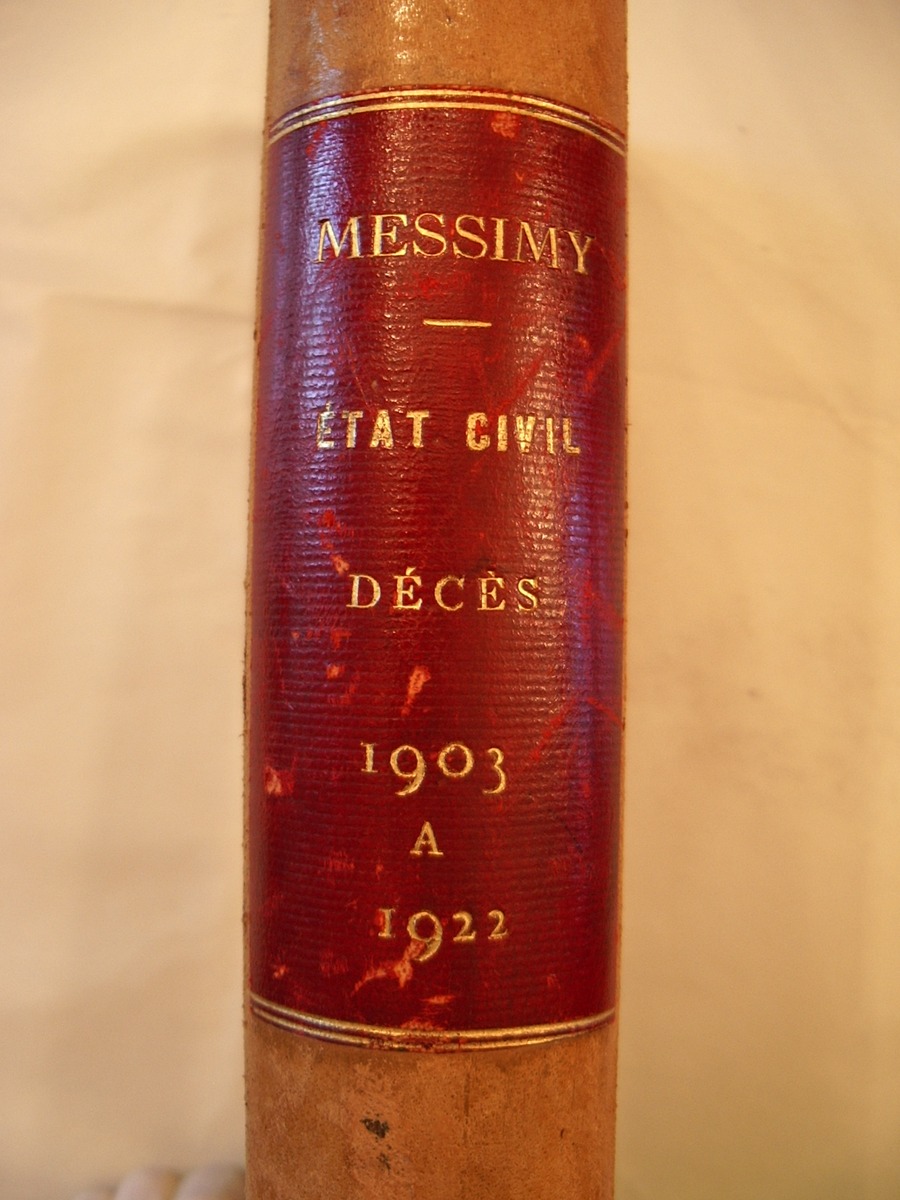 MESSIMY
ÉTAT CIVIL
DÉCÈS
1903
A
1922